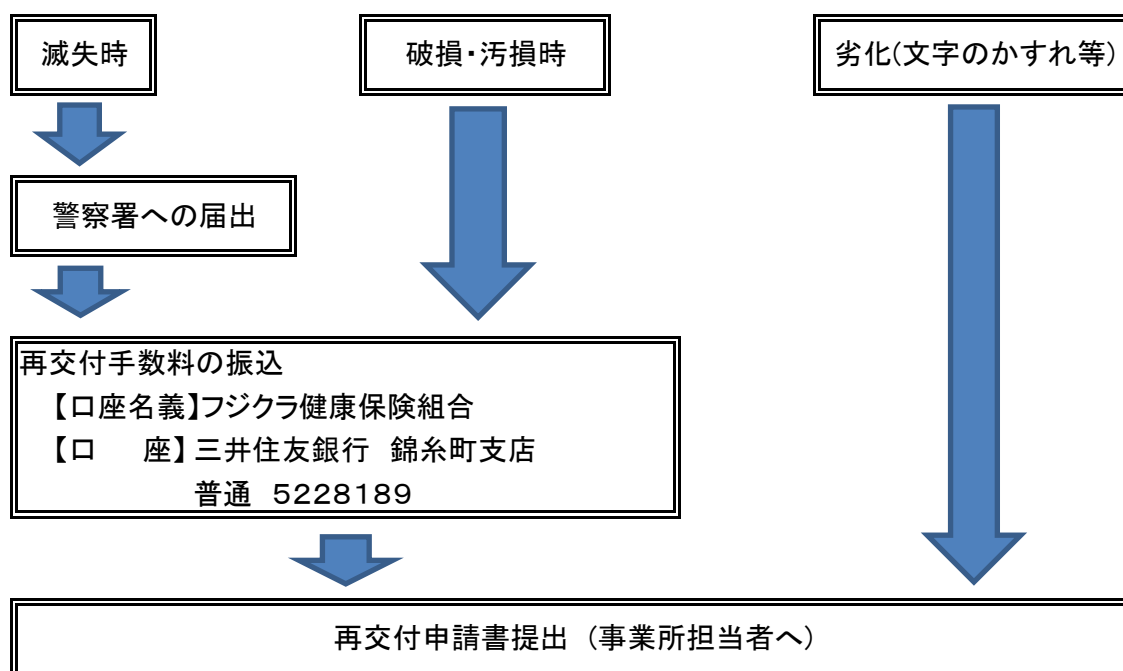 滅失時
破損・汚損時
劣化(文字のかすれ等)
警察署への届出
再交付手数料の振込
【口座名義】フジクラ健康保険組合
【口　座】三井住友銀行　錦糸町支店
普通　５２２８１８９
再交付申請書提出（事業所担当者へ）